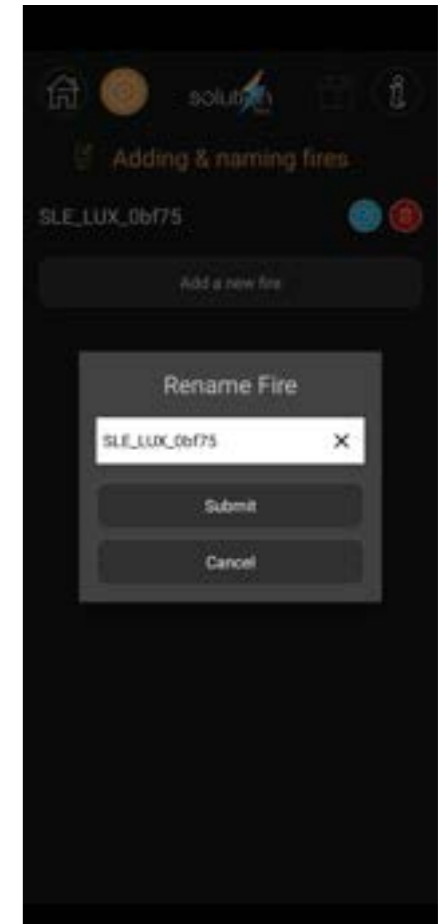 solution
Adding & naming fires
SLE_LUX_0bf75
Add a new fire
Rename Fire
SLE_LUX_0bf75
Submit
Cancel